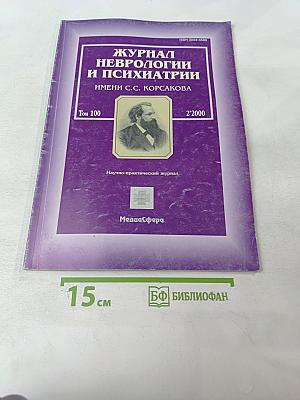 ЖУРНАЛ
НЕВРОЛОГИИ
И ПСИХИАТРИИ
ИМЕНИ С.С. КОРСАКОВА
Том 100
2'2000
Научно-практический журнал
МедиаСфера
15 см
БФ БИБЛИОФАН